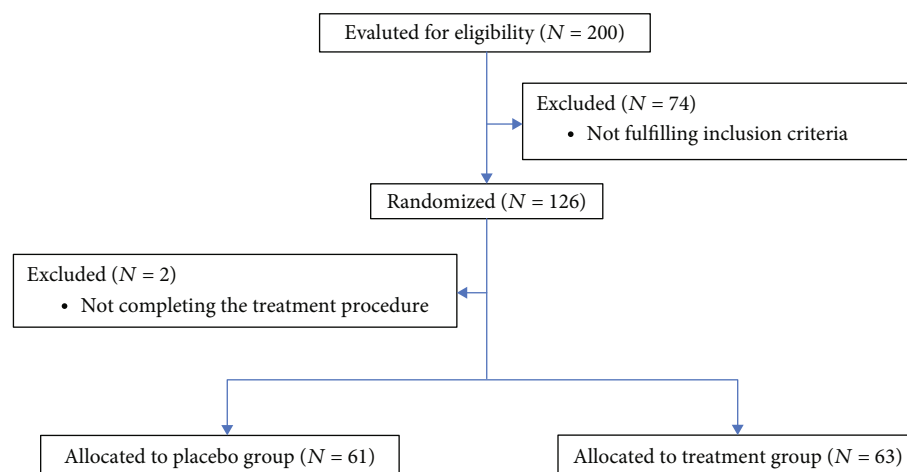 Evaluted for eligibility (N = 200)
Excluded (N = 74)
• Not fulfilling inclusion criteria
Randomized (N = 126)
Excluded (N = 2)
• Not completing the treatment procedure
Allocated to placebo group (N = 61)
Allocated to treatment group (N = 63)